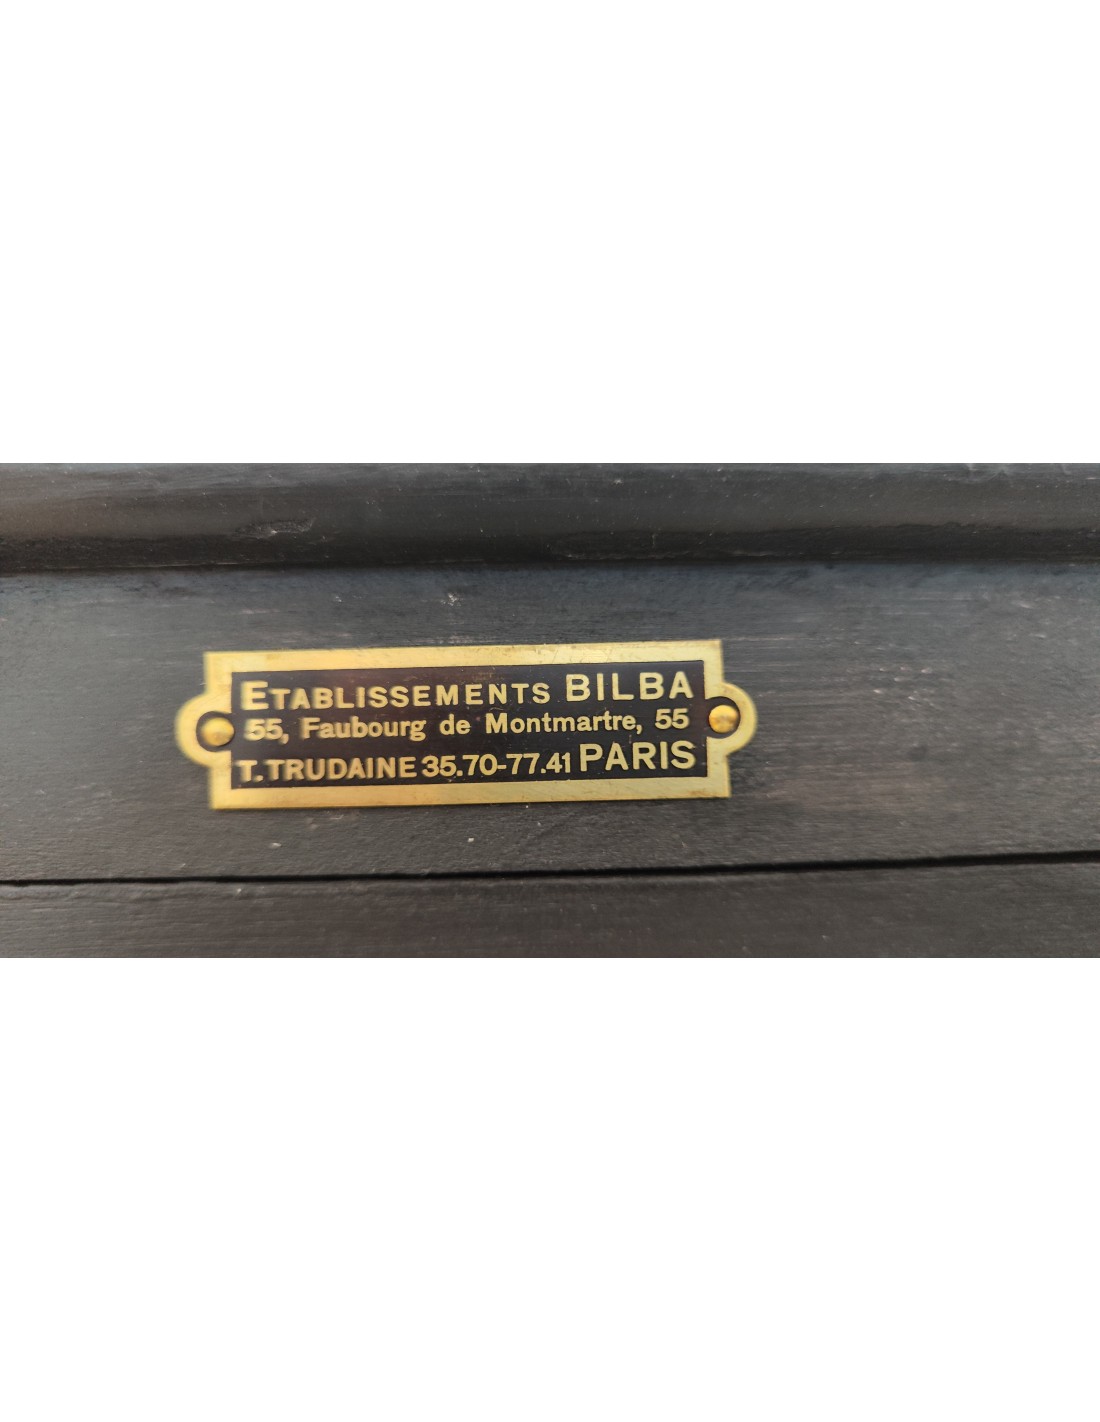 ETABLISSEMENTS BILBA
55, Faubourg de Montmartre, 55
T. TRUDAINE 35.70-77.41 PARIS